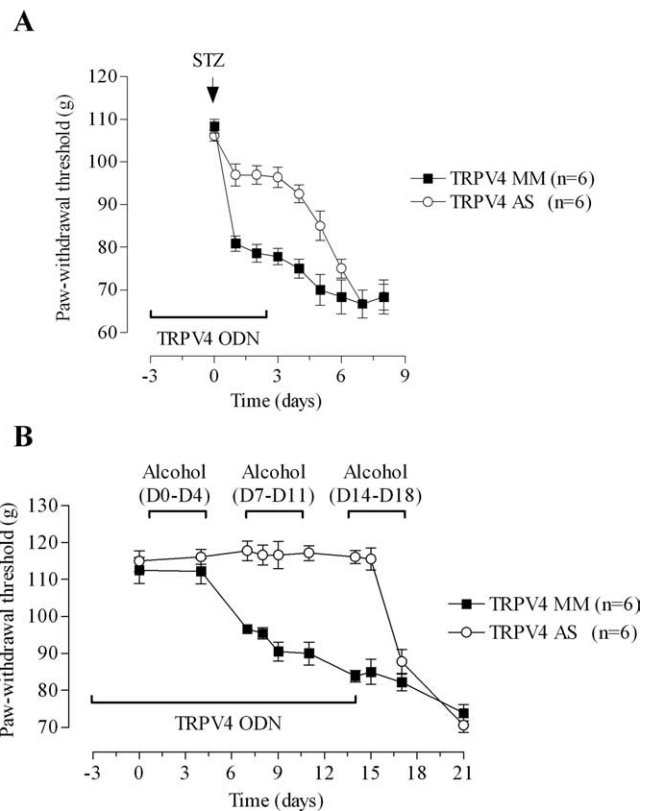 A
STZ
Paw-withdrawal threshold (g)
120
110
100
90
80
70
60
TRPV4 MM (n=6)
TRPV4 AS (n=6)
TRPV4 ODN
-3 0 3 6 9
Time (days)
B
Alcohol Alcohol Alcohol
(D0-D4) (D7-D11) (D14-D18)
Paw-withdrawal threshold (g)
130
120
110
100
90
80
70
TRPV4 MM (n=6)
TRPV4 AS (n=6)
TRPV4 ODN
-3 0 3 6 9 12 15 18 21
Time (days)